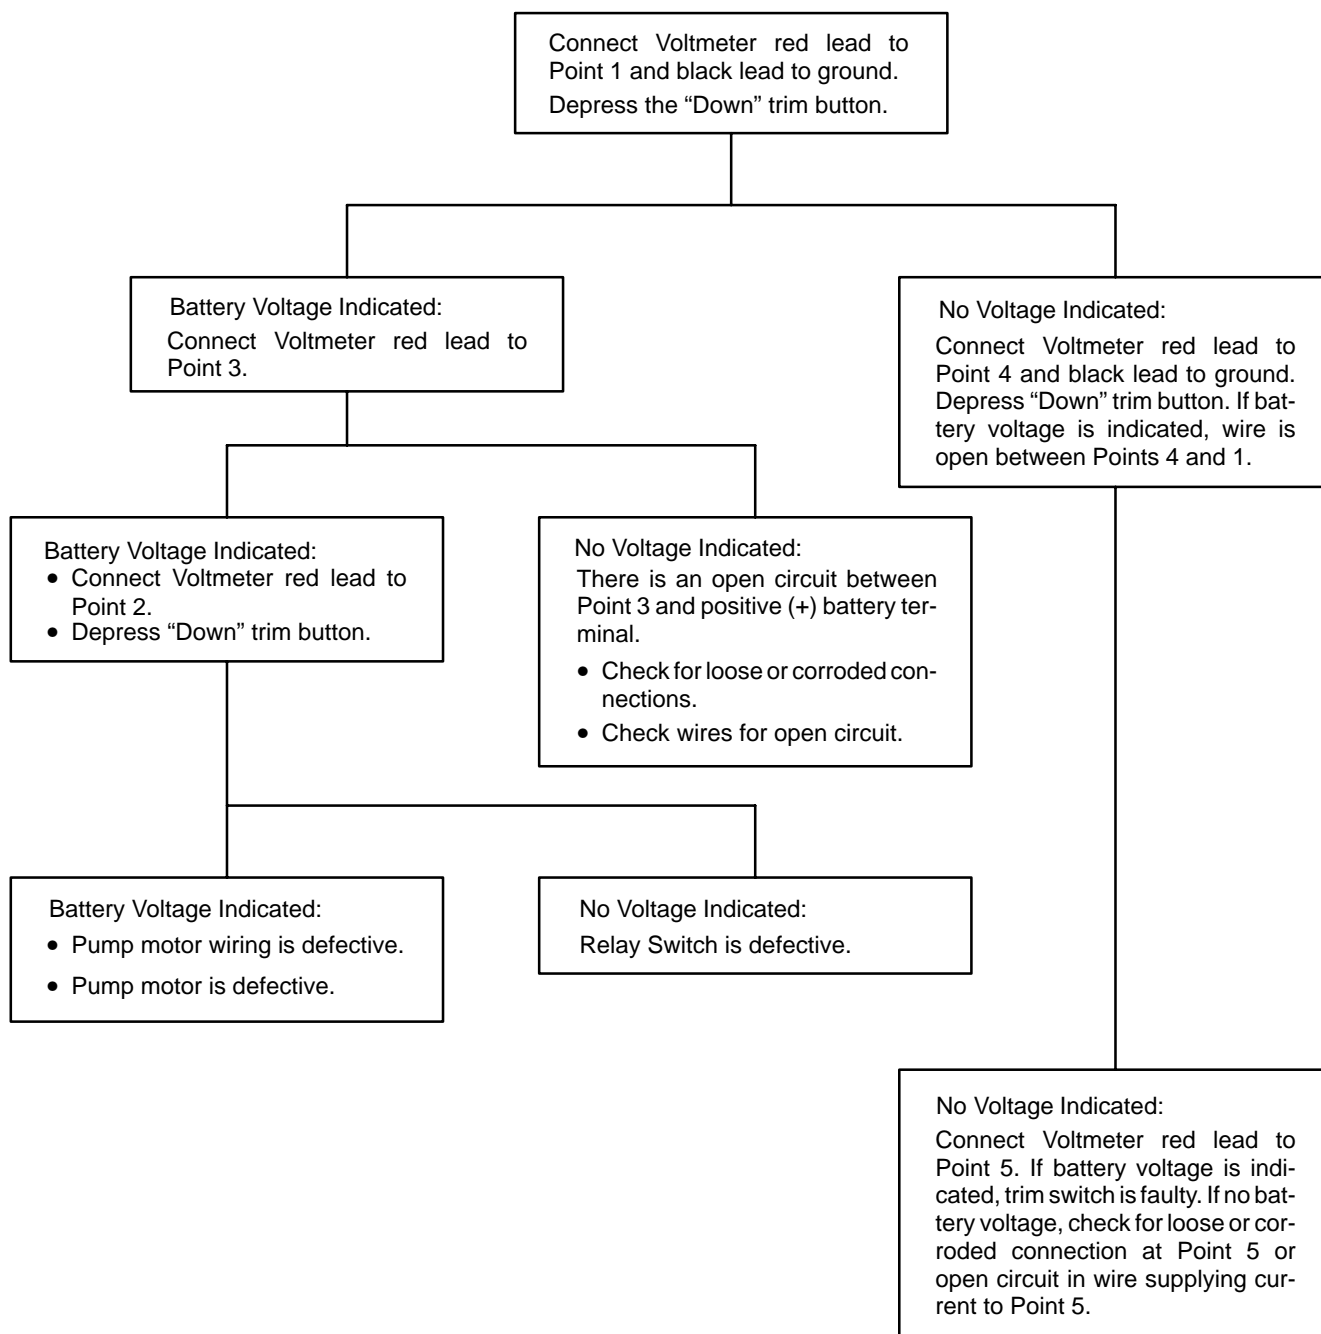 Connect Voltmeter red lead to
Point 1 and black lead to ground.
Depress the “Down” trim button.
Battery Voltage Indicated:
Connect Voltmeter red lead to
Point 3.
No Voltage Indicated:
Connect Voltmeter red lead to
Point 4 and black lead to ground.
Depress “Down” trim button. If bat-
tery voltage is indicated, wire is
open between Points 4 and 1.
Battery Voltage Indicated:
• Connect Voltmeter red lead to
Point 2.
• Depress “Down” trim button.
No Voltage Indicated:
There is an open circuit between
Point 3 and positive (+) battery ter-
minal.
• Check for loose or corroded con-
nections.
• Check wires for open circuit.
Battery Voltage Indicated:
• Pump motor wiring is defective.
• Pump motor is defective.
No Voltage Indicated:
Relay Switch is defective.
No Voltage Indicated:
Connect Voltmeter red lead to
Point 5. If battery voltage is indi-
cated, trim switch is faulty. If no bat-
tery voltage, check for loose or cor-
roded connection at Point 5 or
open circuit in wire supplying cur-
rent to Point 5.